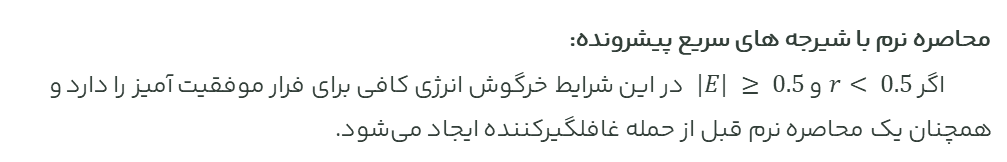 محاصره نرم با شیرجه های سریع پیشرونده:
اگر r < 0.5 و |E| ≥ 0.5 در این شرایط خرگوش انرژی کافی برای فرار موفقیت آمیز را دارد و
همچنان یک محاصره نرم قبل از حمله غافلگیرکننده ایجاد می‌شود.